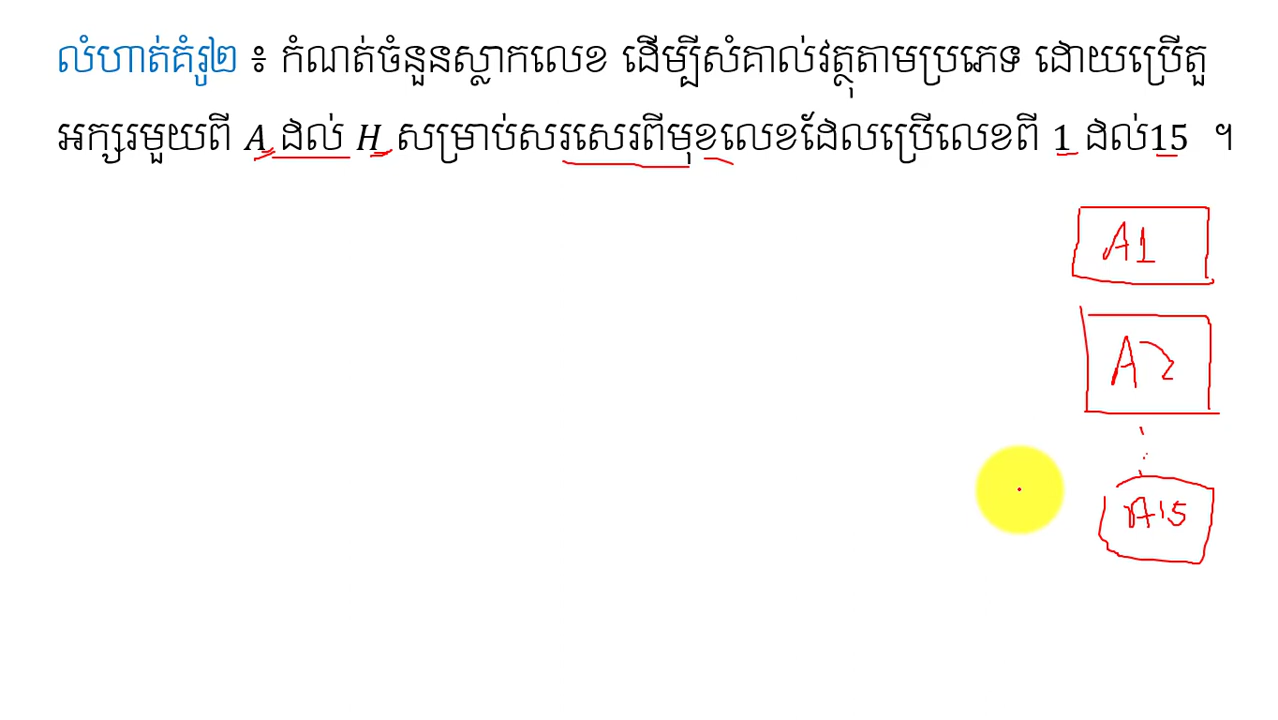 លំហាត់គំរូ២ ៖ កំណត់ចំនួនស្លាកលេខ ដើម្បីសំគាល់វត្ថុតាមប្រភេទ ដោយប្រើតួ
អក្សរមួយពី A ដល់ H សម្រាប់សរសេរពីមុខលេខដែលប្រើលេខពី 1 ដល់15 ។
A1
A2
A15